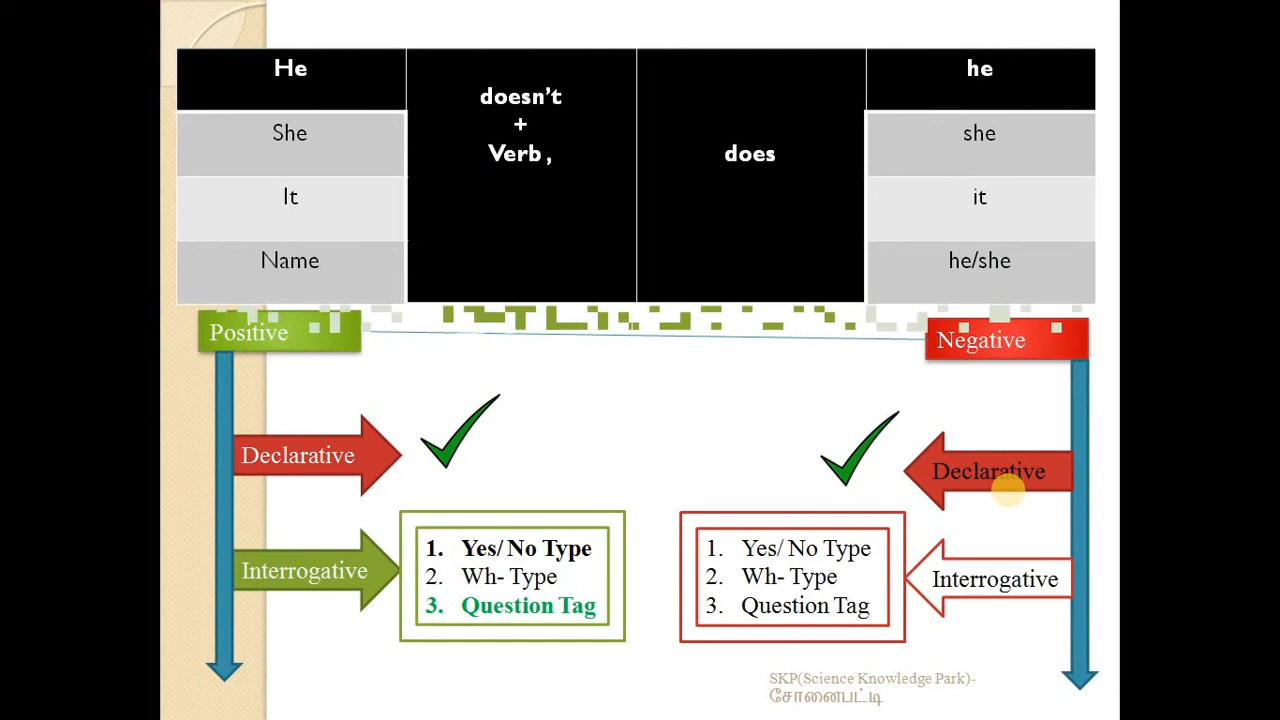 He
doesn't
+
Verb ,
does
he
She
she
It
it
Name
he/she
Positive
Negative
Declarative
Declarative
Interrogative
1. Yes/ No Type
2. Wh- Type
3. Question Tag
1. Yes/ No Type
2. Wh- Type
3. Question Tag
Interrogative
SKP(Science Knowledge Park)-
சோனைபட்டி